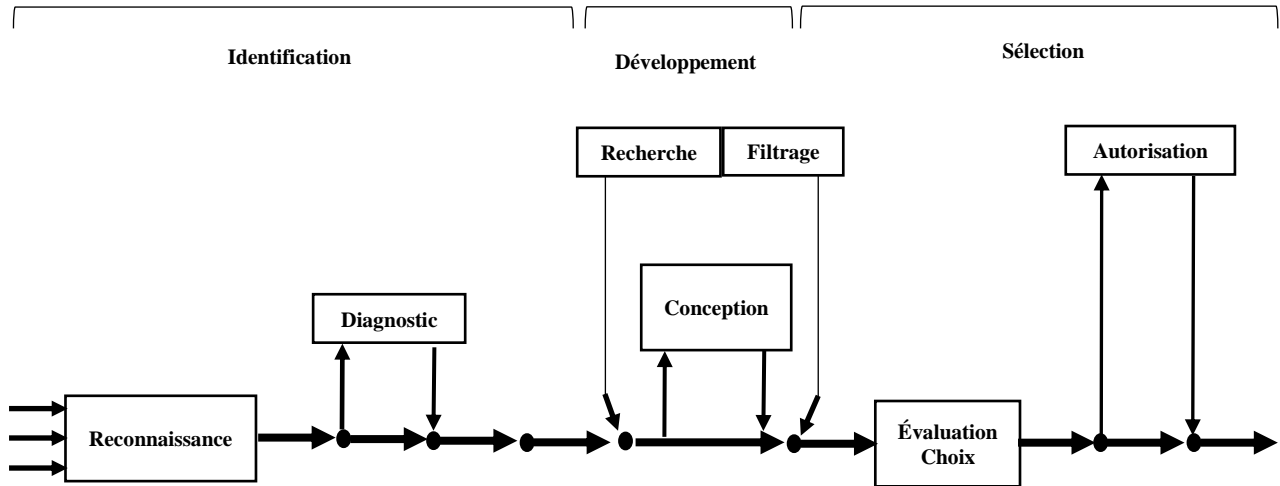 Identification
Développement
Sélection
Recherche
Filtrage
Autorisation
Conception
Diagnostic
Reconnaissance
Évaluation
Choix